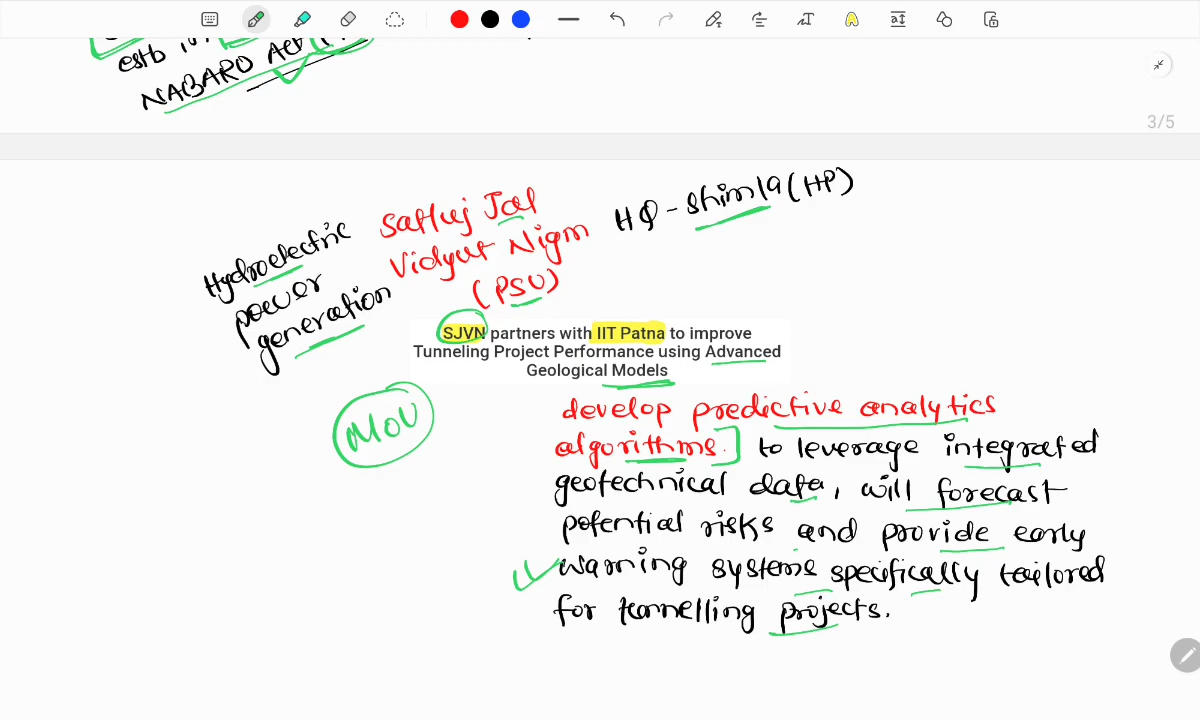 estb
NABARD Act
3/5
Hydroelectric
power
generation
Satluj Jal
Vidyut Nigm
(PSU)
HQ - Shimla (HP)
SJVN partners with IIT Patna to improve
Tunneling Project Performance using Advanced
Geological Models
MOU
develop predictive analytics
algorithms. to leverage integrated
geotechnical data, will forecast
potential risks and provide early
warning systems specifically tailored
for tunnelling projects.